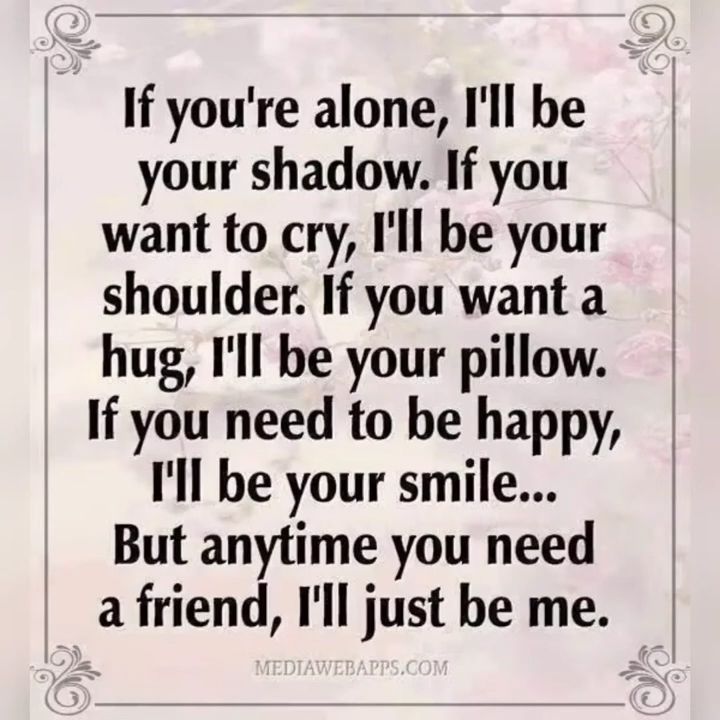 If you're alone, I'll be
your shadow. If you
want to cry, I'll be your
shoulder. If you want a
hug, I'll be your pillow.
If you need to be happy,
I'll be your smile...
But anytime you need
a friend, I'll just be me.
MEDIAWEBAPPS.COM